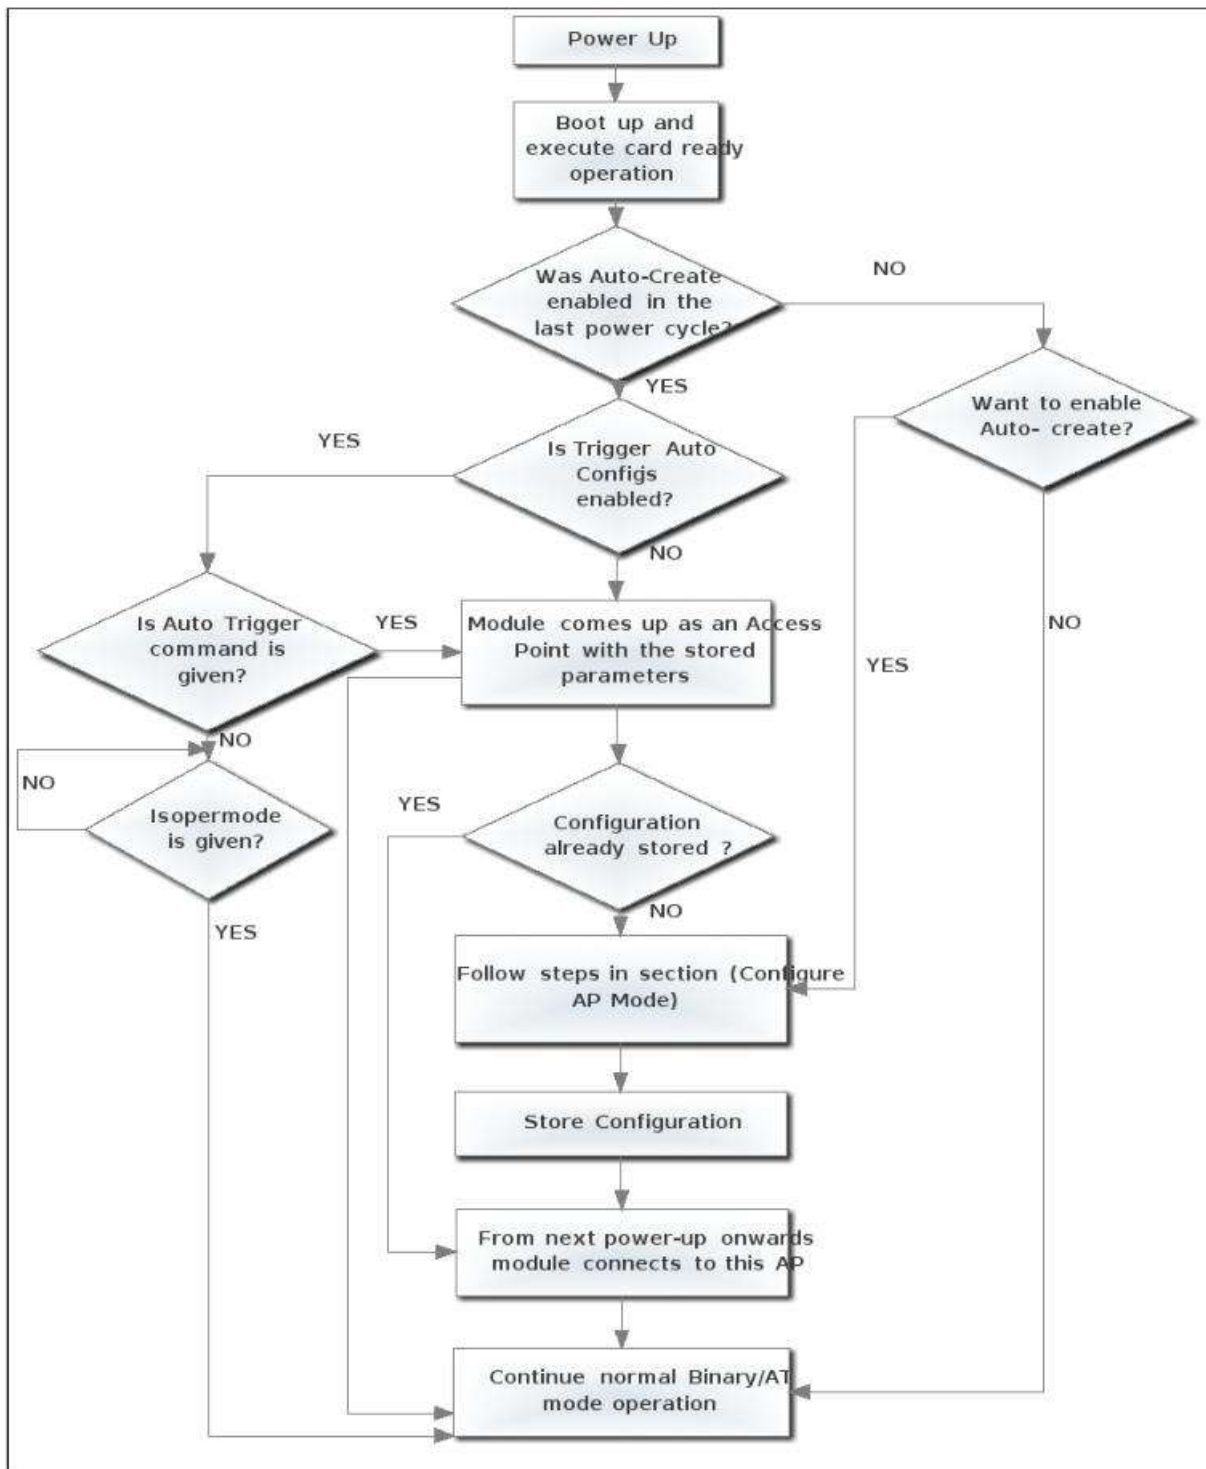 Power Up
Boot up and
execute card ready
operation
Was Auto-Create
enabled in the
last power cycle?
NO
YES
Want to enable
Auto- create?
YES
Is Trigger Auto
Configs
enabled?
NO
Is Auto Trigger
command is
given?
YES
Module comes up as an Access
Point with the stored
parameters
NO
YES
NO
NO
Isopermode
is given?
YES
Configuration
already stored ?
NO
YES
Follow steps in section (Configure
AP Mode)
Store Configuration
From next power-up onwards
module connects to this AP
Continue normal Binary/AT
mode operation